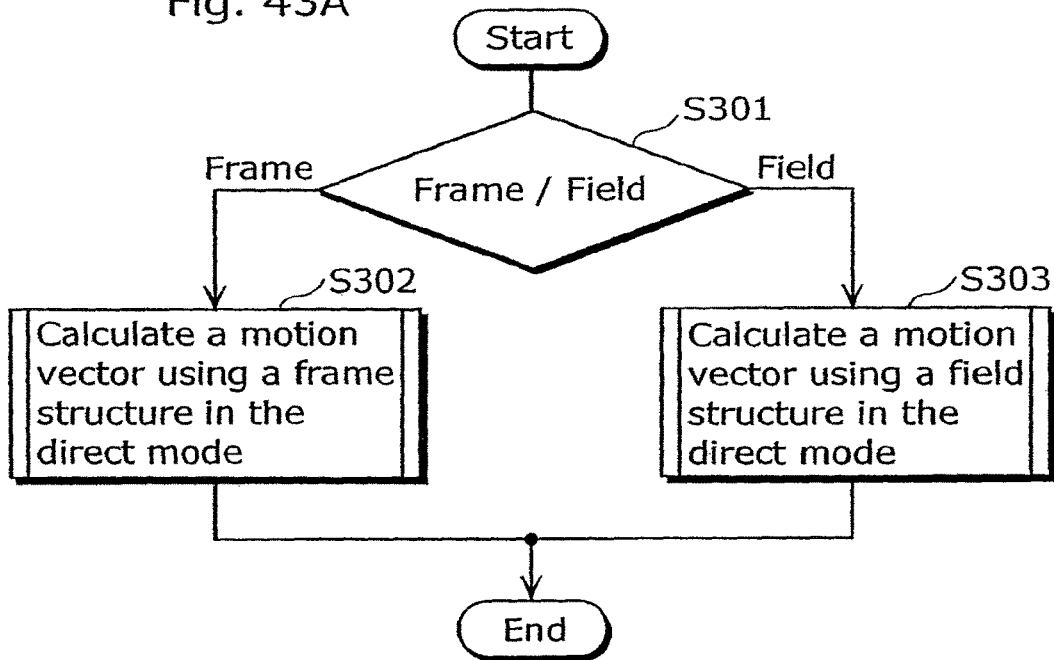 Fig. 43A
Start
S301
Frame
Frame / Field
Field
S302
Calculate a motion
vector using a frame
structure in the
direct mode
S303
Calculate a motion
vector using a field
structure in the
direct mode
End